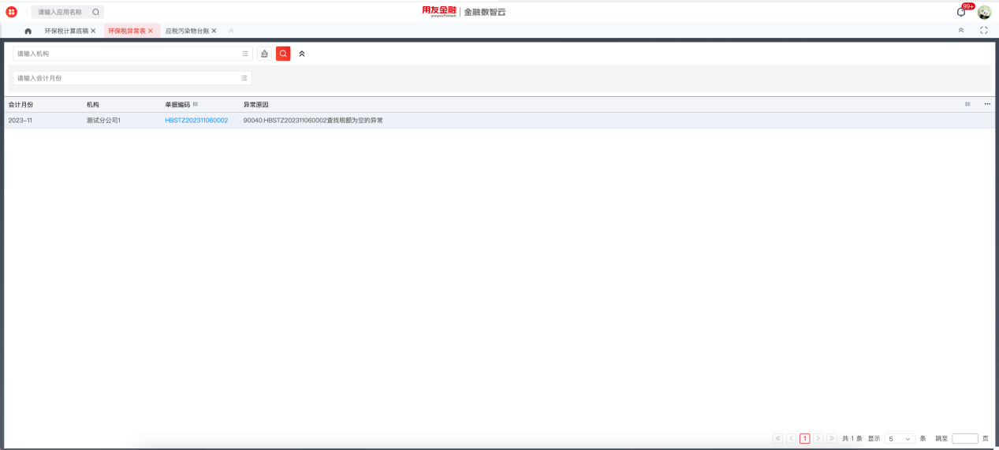 请输入应用名称
用友金融 金融数智云
yonyou Fintech
99+
环保税计算底稿 环保税异常表 应税污染物台账
请输入机构
请输入会计月份
会计月份 机构 单据编码 异常原因
2023-11 测试分公司1 HBSTZ202311060002 90040:HBSTZ202311060002查找税额为空的异常
1 共 1 条 显示 5 条 跳至 页